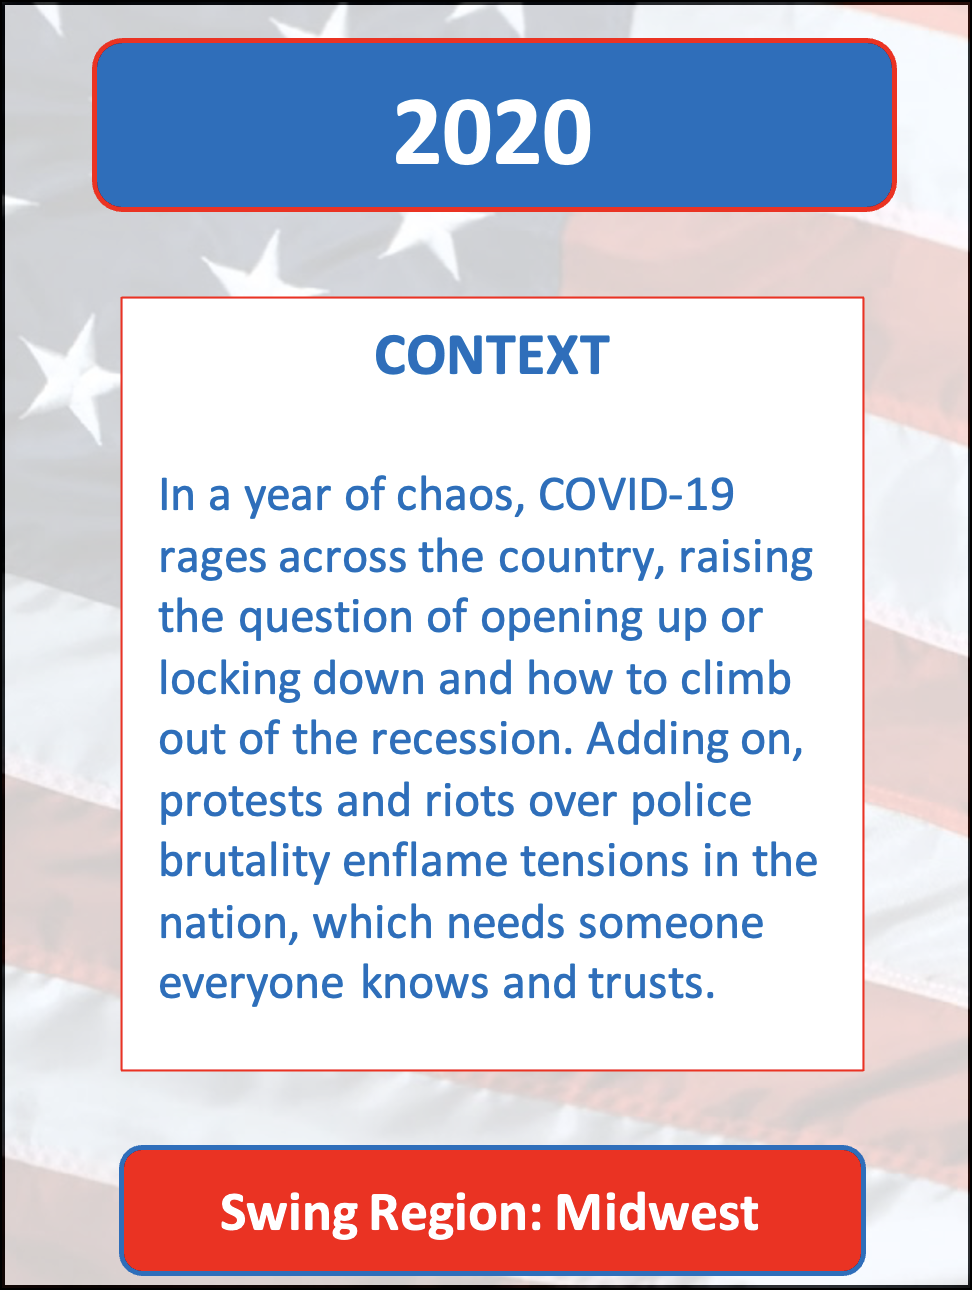 2020
CONTEXT
In a year of chaos, COVID-19
rages across the country, raising
the question of opening up or
locking down and how to climb
out of the recession. Adding on,
protests and riots over police
brutality enflame tensions in the
nation, which needs someone
everyone knows and trusts.
Swing Region: Midwest